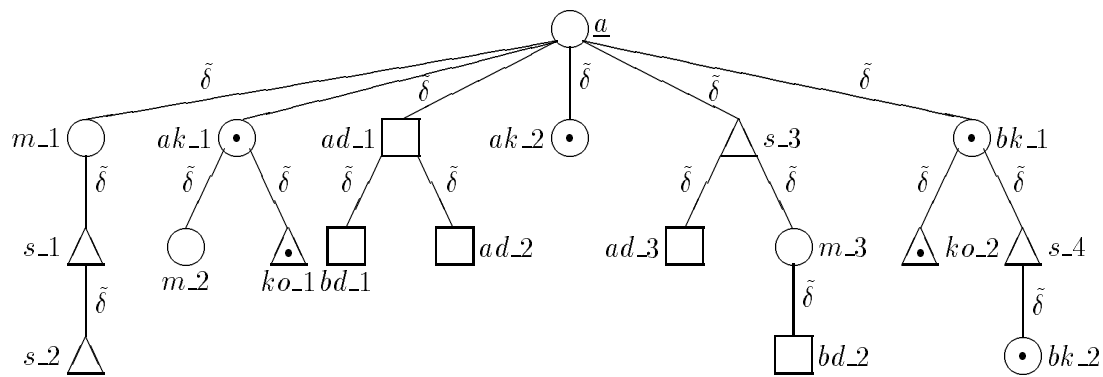 a
δ̃ δ̃ δ̃ δ̃ δ̃ δ̃
m_1 ak_1 ad_1 ak_2 s_3 bk_1
δ̃ δ̃ δ̃ δ̃ δ̃ δ̃ δ̃ δ̃ δ̃
s_1 m_2 ko_1 bd_1 ad_2 ad_3 m_3 ko_2 s_4
δ̃ δ̃ δ̃
s_2 bd_2 bk_2